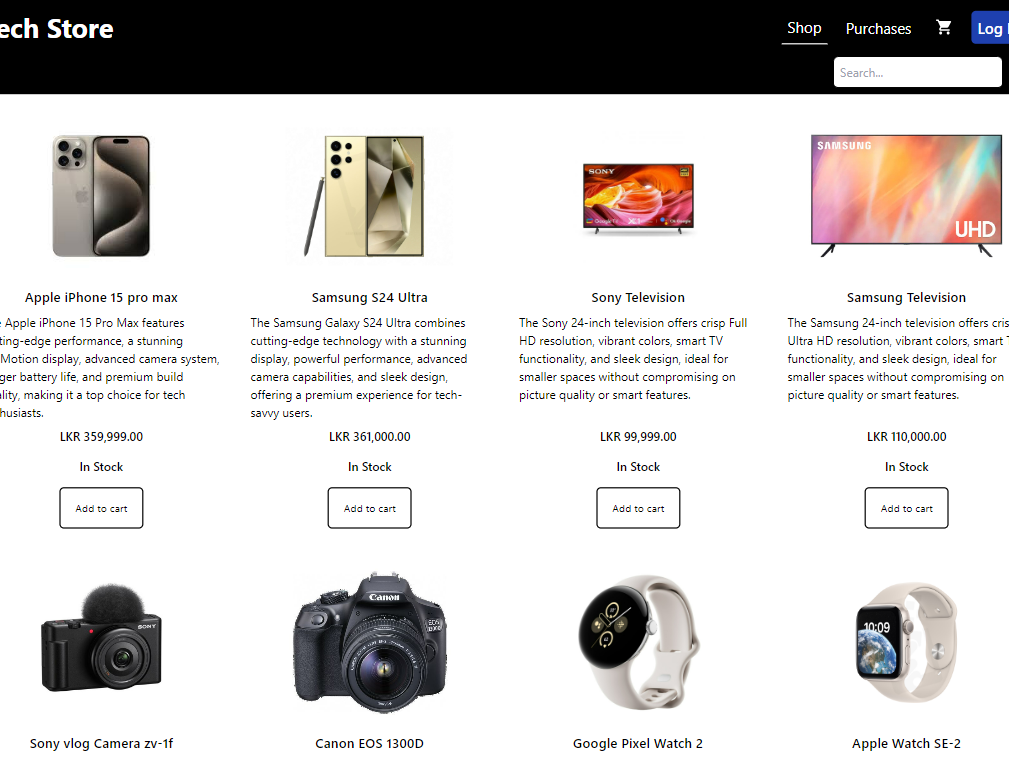 ech Store
Shop Purchases Log
Search...
SONY
SAMSUNG
UHD
Apple iPhone 15 pro max
Samsung S24 Ultra
Sony Television
Samsung Television
Apple iPhone 15 Pro Max features
ting-edge performance, a stunning
Motion display, advanced camera system,
ger battery life, and premium build
lity, making it a top choice for tech
husiasts.
The Samsung Galaxy S24 Ultra combines
cutting-edge technology with a stunning
display, powerful performance, advanced
camera capabilities, and sleek design,
offering a premium experience for tech-
savvy users.
The Sony 24-inch television offers crisp Full
HD resolution, vibrant colors, smart TV
functionality, and sleek design, ideal for
smaller spaces without compromising on
picture quality or smart features.
The Samsung 24-inch television offers cris
Ultra HD resolution, vibrant colors, smart T
functionality, and sleek design, ideal for
smaller spaces without compromising on
picture quality or smart features.
LKR 359,999.00
LKR 361,000.00
LKR 99,999.00
LKR 110,000.00
In Stock
In Stock
In Stock
In Stock
Add to cart
Add to cart
Add to cart
Add to cart
SONY
Canon
EOS
10:09
Sony vlog Camera zv-1f
Canon EOS 1300D
Google Pixel Watch 2
Apple Watch SE-2